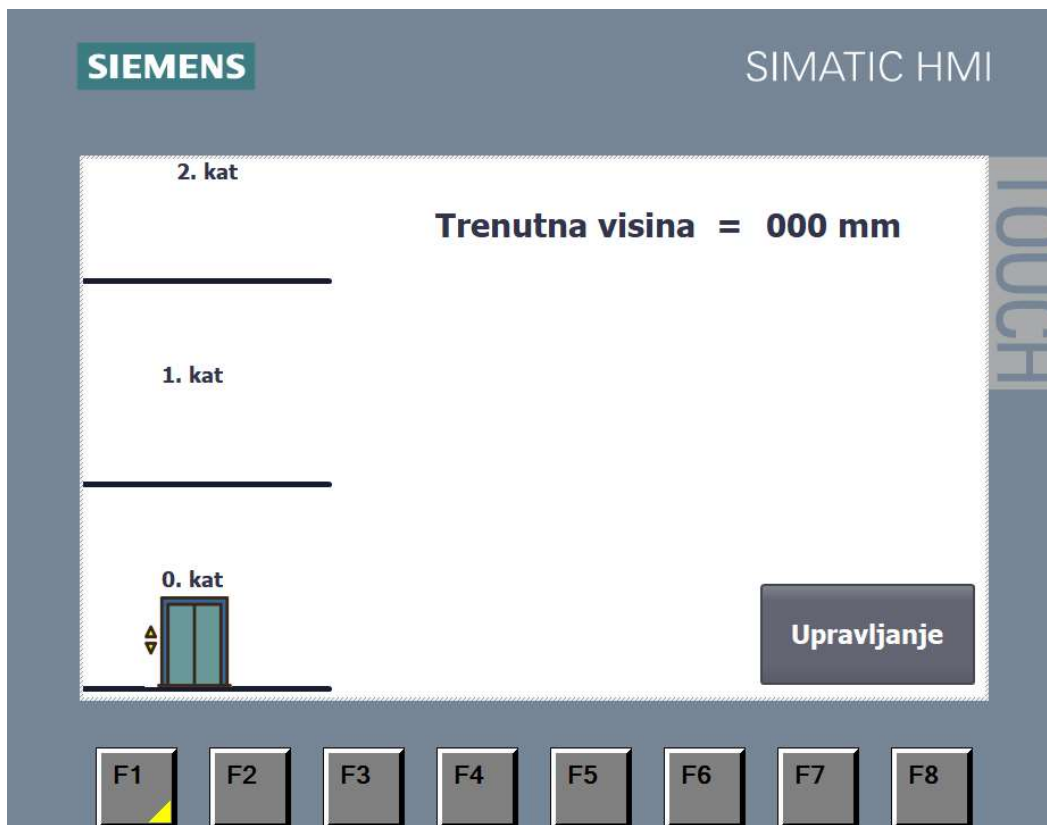 SIEMENS
SIMATIC HMI
TOUCH
2. kat
Trenutna visina = 000 mm
1. kat
0. kat
Upravljanje
F1 F2 F3 F4 F5 F6 F7 F8